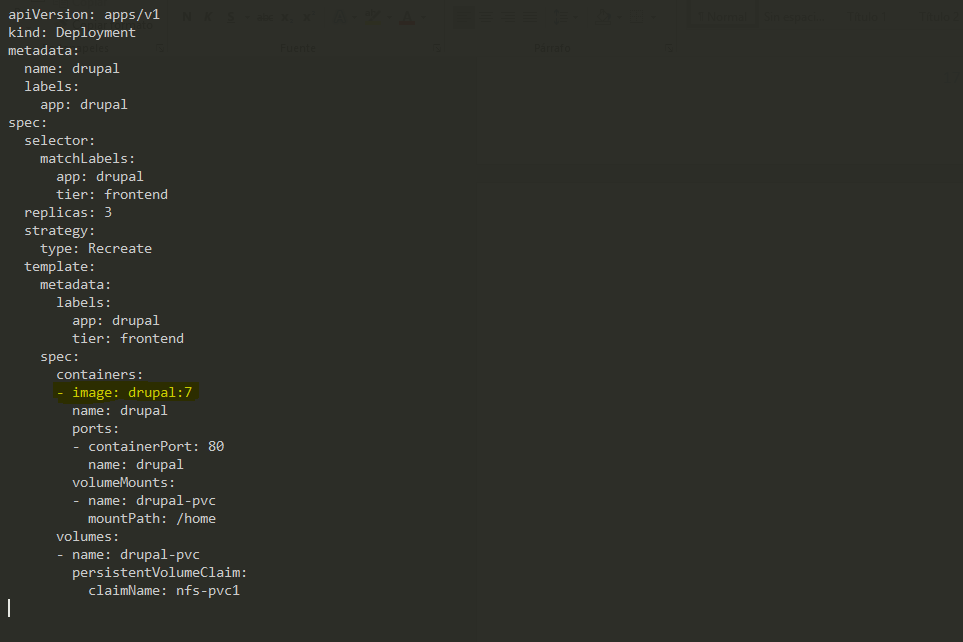 apiVersion: apps/v1
kind: Deployment
metadata:
  name: drupal
  labels:
    app: drupal
spec:
  selector:
    matchLabels:
      app: drupal
      tier: frontend
  replicas: 3
  strategy:
    type: Recreate
  template:
    metadata:
      labels:
        app: drupal
        tier: frontend
    spec:
      containers:
      - image: drupal:7
        name: drupal
        ports:
        - containerPort: 80
          name: drupal
        volumeMounts:
        - name: drupal-pvc
          mountPath: /home
      volumes:
      - name: drupal-pvc
        persistentVolumeClaim:
          claimName: nfs-pvc1